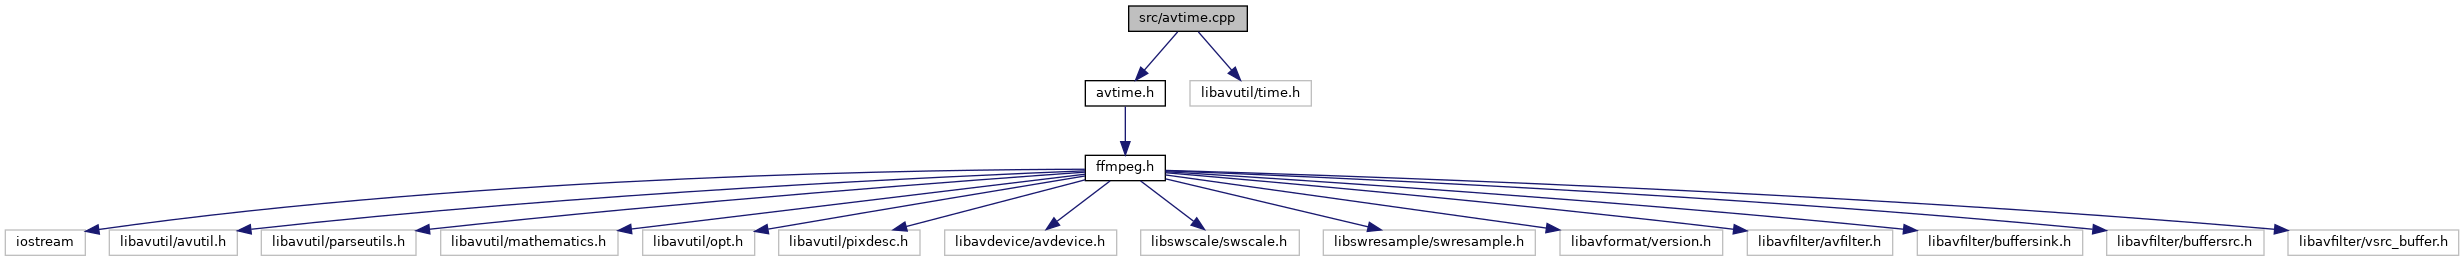 src/avtime.cpp
avtime.h
libavutil/time.h
ffmpeg.h
iostream
libavutil/avutil.h
libavutil/parseutils.h
libavutil/mathematics.h
libavutil/opt.h
libavutil/pixdesc.h
libavdevice/avdevice.h
libswscale/swscale.h
libswresample/swresample.h
libavformat/version.h
libavfilter/avfilter.h
libavfilter/buffersink.h
libavfilter/buffersrc.h
libavfilter/vsrc_buffer.h